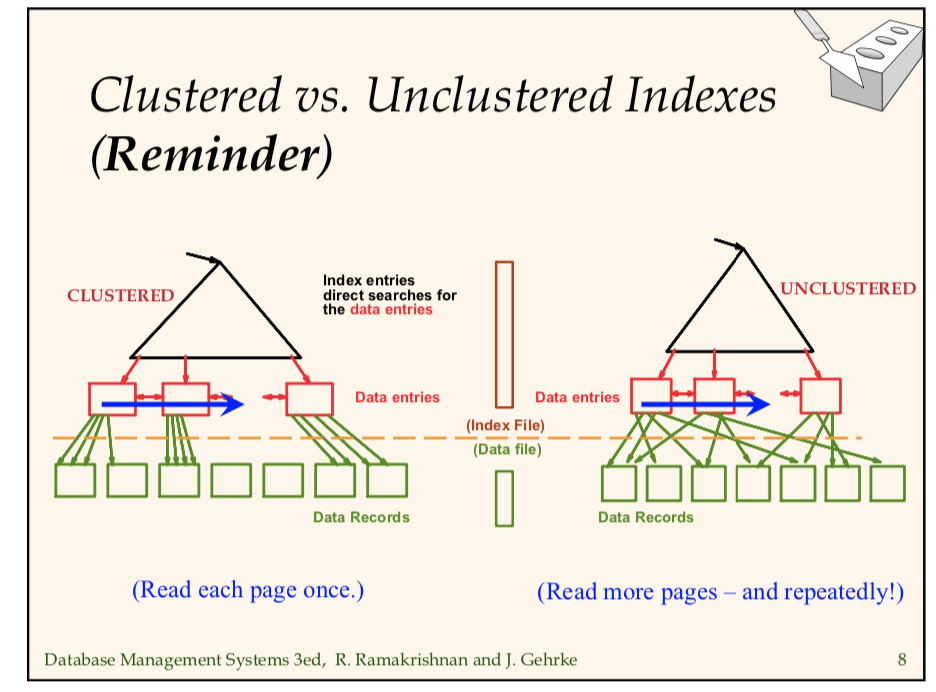 Clustered vs. Unclustered Indexes
(Reminder)
CLUSTERED
Index entries
direct searches for
the data entries
UNCLUSTERED
Data entries
Data entries
(Index File)
(Data file)
Data Records
Data Records
(Read each page once.)
(Read more pages – and repeatedly!)
Database Management Systems 3ed, R. Ramakrishnan and J. Gehrke
8